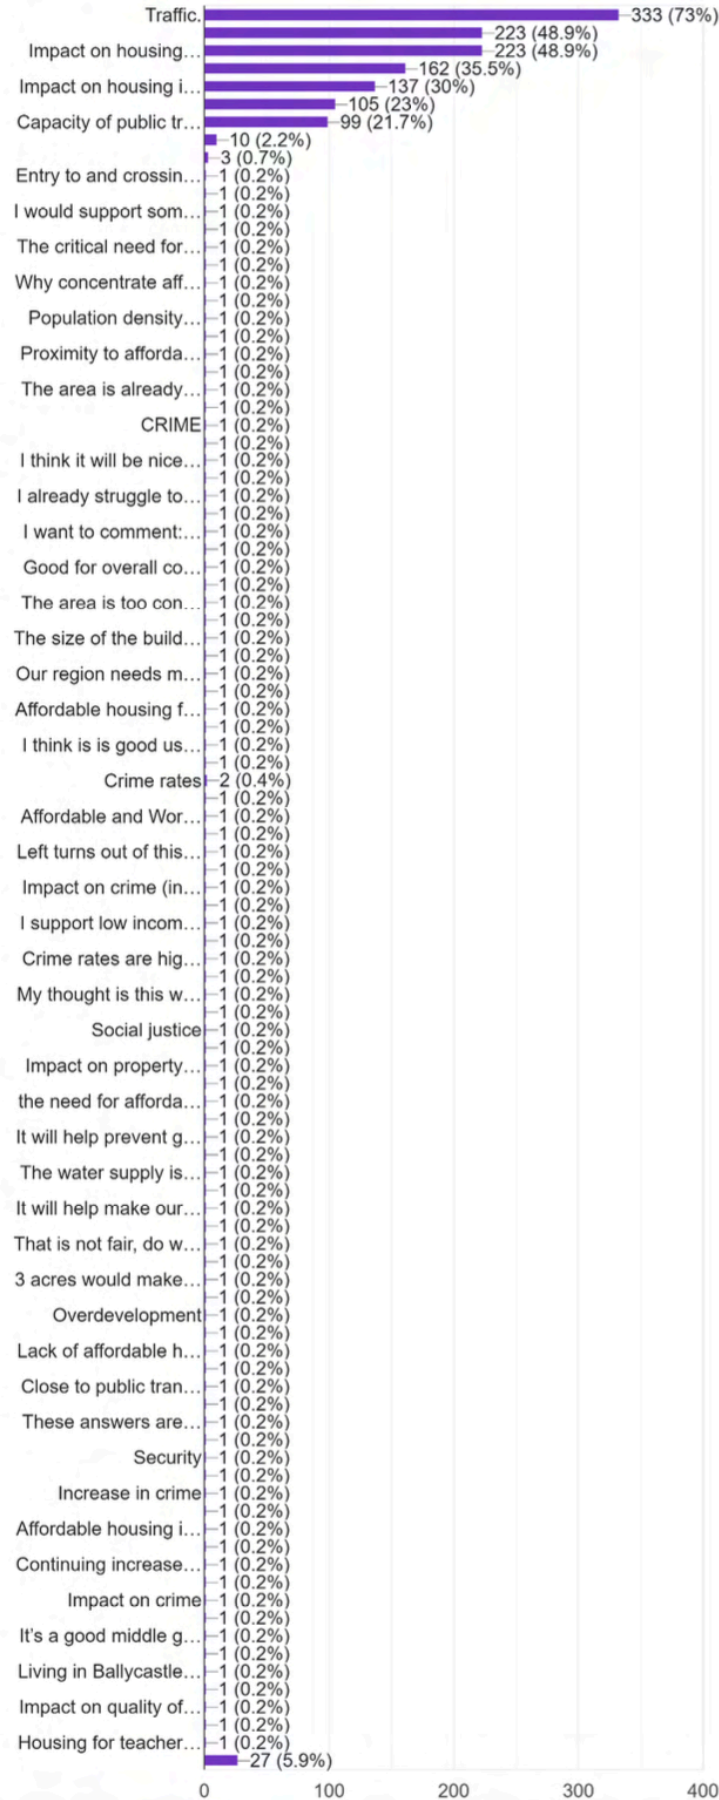 Traffic. 333 (73%)
223 (48.9%)
Impact on housing… 223 (48.9%)
162 (35.5%)
Impact on housing i… 137 (30%)
105 (23%)
Capacity of public tr… 99 (21.7%)
10 (2.2%)
3 (0.7%)
Entry to and crossin… 1 (0.2%)
1 (0.2%)
I would support som… 1 (0.2%)
1 (0.2%)
The critical need for… 1 (0.2%)
1 (0.2%)
Why concentrate aff… 1 (0.2%)
1 (0.2%)
Population density… 1 (0.2%)
1 (0.2%)
Proximity to afforda… 1 (0.2%)
1 (0.2%)
The area is already… 1 (0.2%)
1 (0.2%)
CRIME 1 (0.2%)
1 (0.2%)
I think it will be nice… 1 (0.2%)
1 (0.2%)
I already struggle to… 1 (0.2%)
1 (0.2%)
I want to comment:… 1 (0.2%)
1 (0.2%)
Good for overall co… 1 (0.2%)
1 (0.2%)
The area is too con… 1 (0.2%)
1 (0.2%)
The size of the build… 1 (0.2%)
1 (0.2%)
Our region needs m… 1 (0.2%)
1 (0.2%)
Affordable housing f… 1 (0.2%)
1 (0.2%)
I think is is good us… 1 (0.2%)
1 (0.2%)
Crime rates 2 (0.4%)
1 (0.2%)
Affordable and Wor… 1 (0.2%)
1 (0.2%)
Left turns out of this… 1 (0.2%)
1 (0.2%)
Impact on crime (in… 1 (0.2%)
1 (0.2%)
I support low incom… 1 (0.2%)
1 (0.2%)
Crime rates are hig… 1 (0.2%)
1 (0.2%)
My thought is this w… 1 (0.2%)
1 (0.2%)
Social justice 1 (0.2%)
1 (0.2%)
Impact on property… 1 (0.2%)
1 (0.2%)
the need for afforda… 1 (0.2%)
1 (0.2%)
It will help prevent g… 1 (0.2%)
1 (0.2%)
The water supply is… 1 (0.2%)
1 (0.2%)
It will help make our… 1 (0.2%)
1 (0.2%)
That is not fair, do w… 1 (0.2%)
1 (0.2%)
3 acres would make… 1 (0.2%)
1 (0.2%)
Overdevelopment 1 (0.2%)
1 (0.2%)
Lack of affordable h… 1 (0.2%)
1 (0.2%)
Close to public tran… 1 (0.2%)
1 (0.2%)
These answers are… 1 (0.2%)
1 (0.2%)
Security 1 (0.2%)
1 (0.2%)
Increase in crime 1 (0.2%)
1 (0.2%)
Affordable housing i… 1 (0.2%)
1 (0.2%)
Continuing increase… 1 (0.2%)
1 (0.2%)
Impact on crime 1 (0.2%)
1 (0.2%)
It's a good middle g… 1 (0.2%)
1 (0.2%)
Living in Ballycastle… 1 (0.2%)
1 (0.2%)
Impact on quality of… 1 (0.2%)
1 (0.2%)
Housing for teacher… 1 (0.2%)
27 (5.9%)
0 100 200 300 400